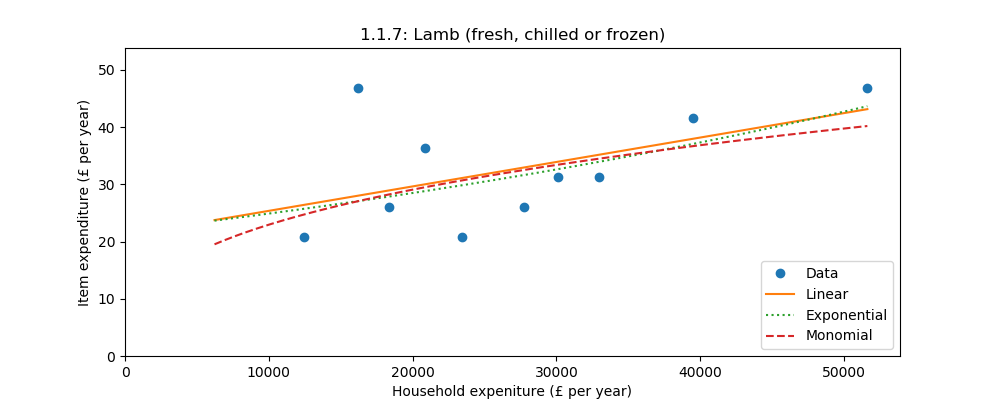 1.1.7: Lamb (fresh, chilled or frozen)
Item expenditure (£ per year)
50
40
30
20
10
0
0 10000 20000 30000 40000 50000
Household expeniture (£ per year)
Data
Linear
Exponential
Monomial